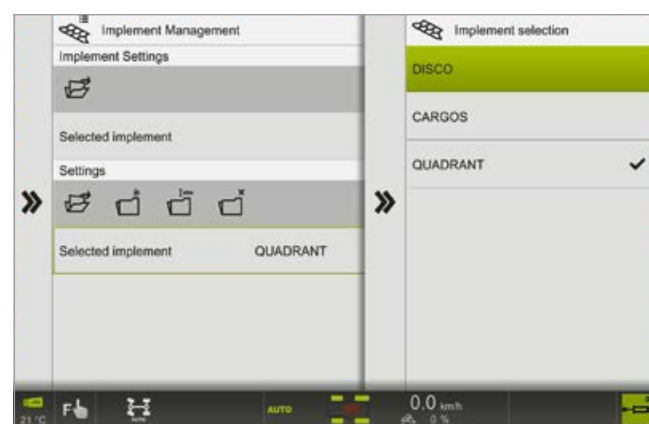 Implement Management
Implement Settings
Selected implement
Settings
Selected implement QUADRANT
Implement selection
DISCO
CARGOS
QUADRANT
21 °C
F
AUTO
0.0 km/h
0 %